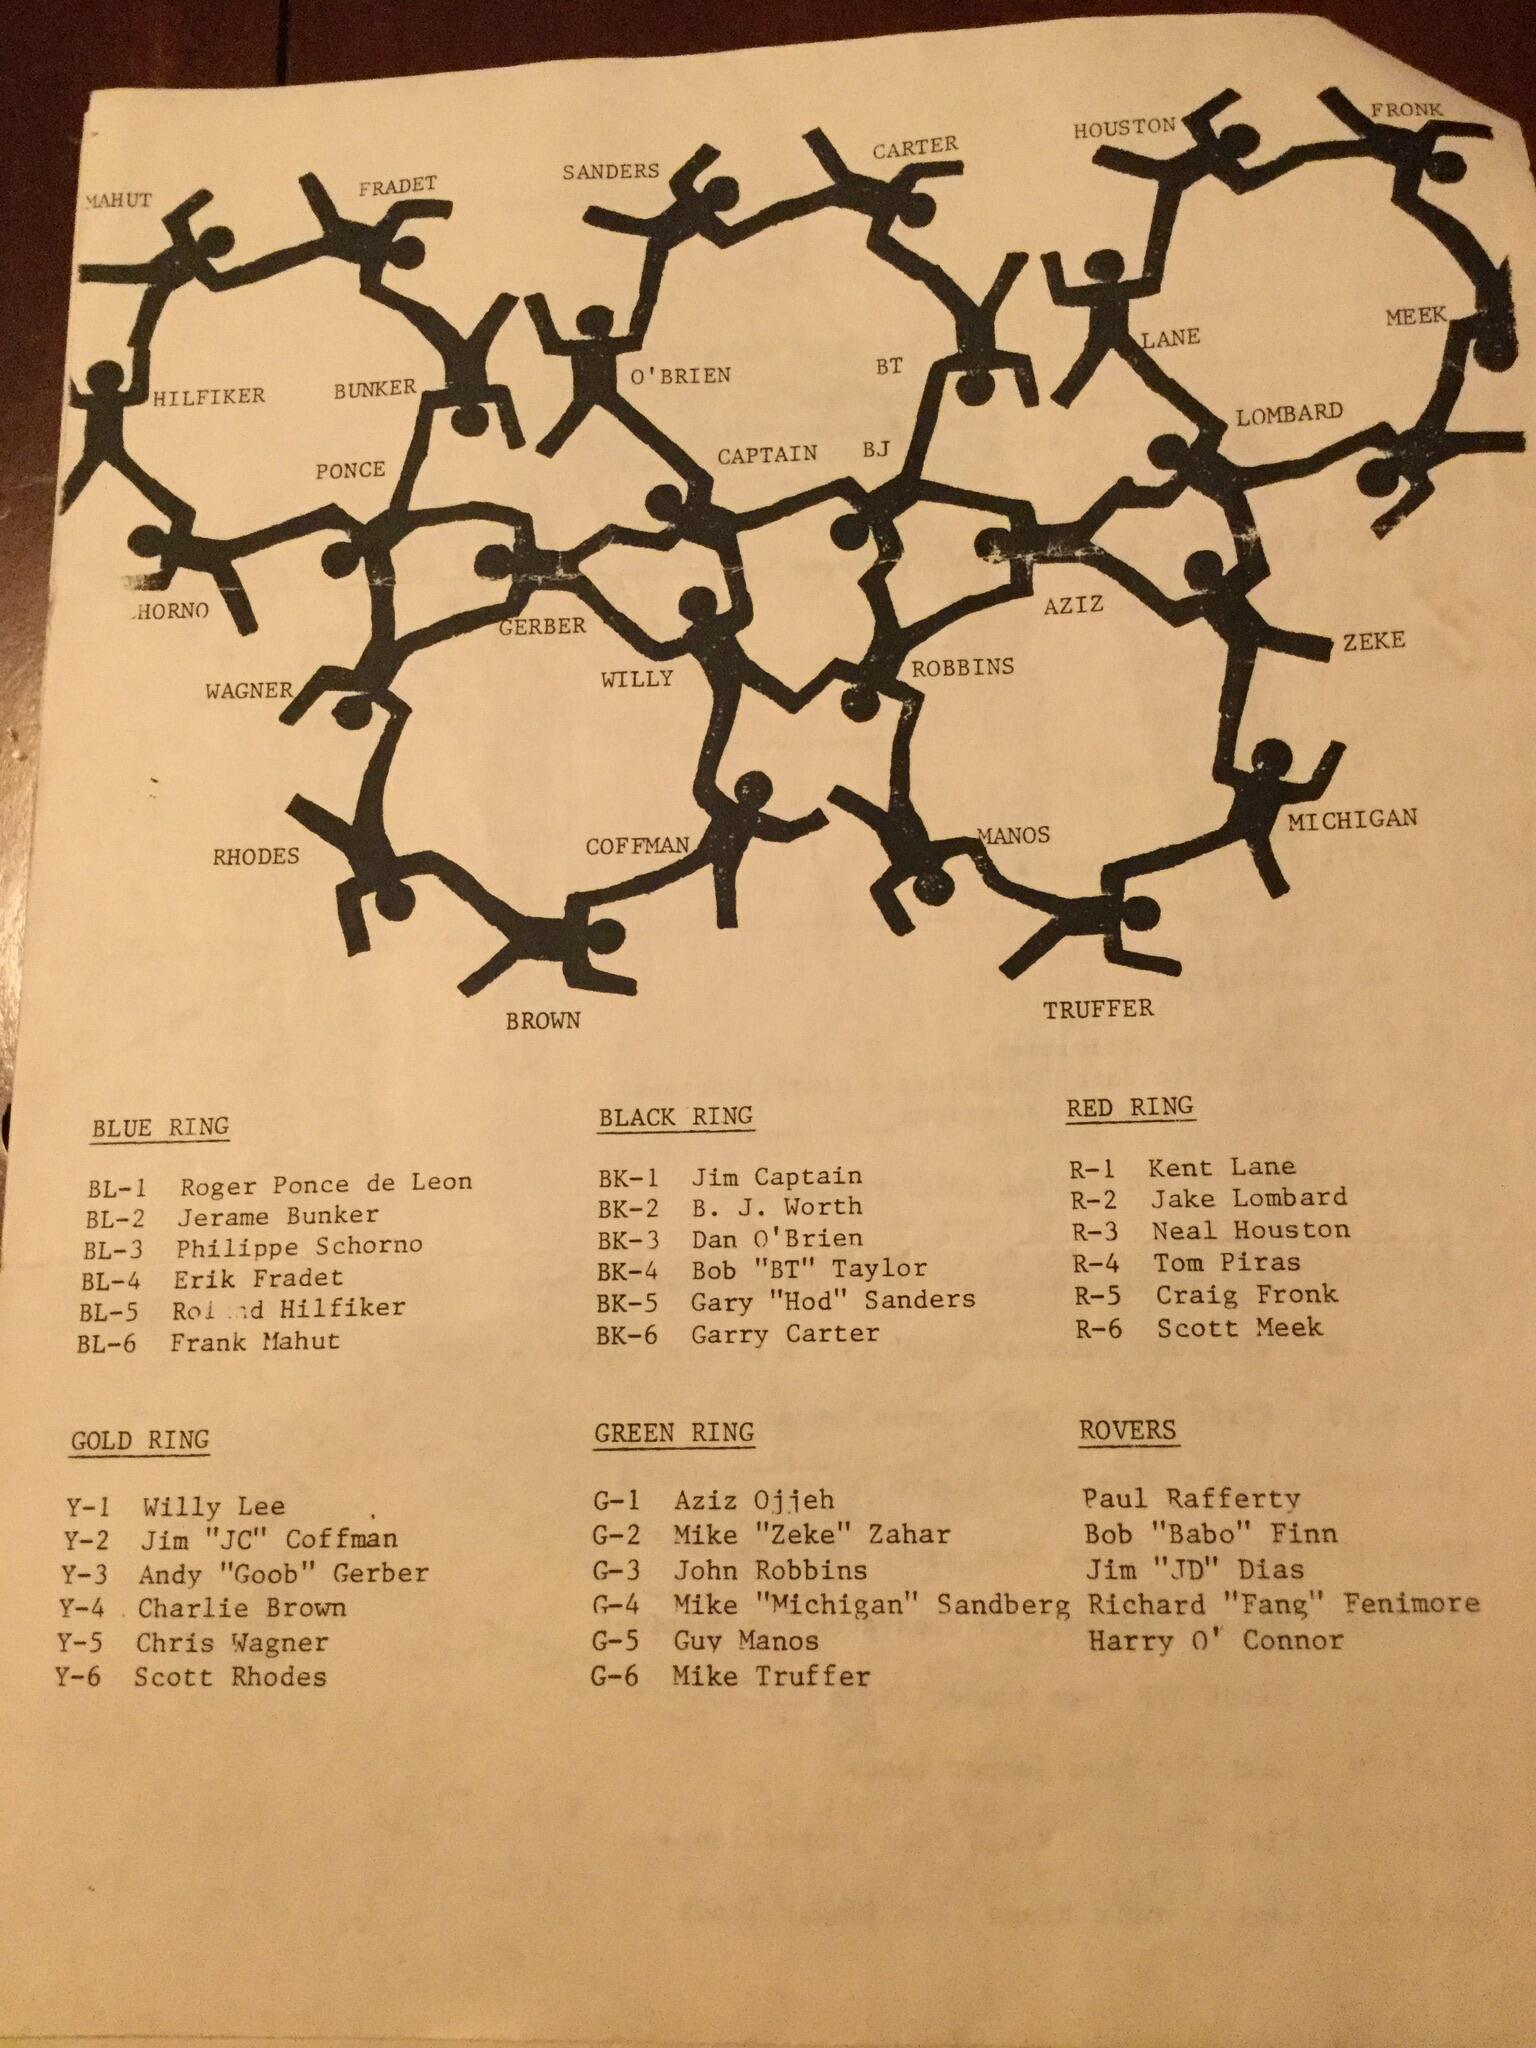 FRONK
HOUSTON
CARTER
SANDERS
FRADET
MAHUT
MEEK
LANE
BT
O'BRIEN
BUNKER
HILFIKER
LOMBARD
CAPTAIN
BJ
PONCE
HORNO
GERBER
AZIZ
ZEKE
WILLY
ROBBINS
WAGNER
MICHIGAN
MANOS
COFFMAN
RHODES
BROWN
TRUFFER
BLUE RING
BL-1 Roger Ponce de Leon
BL-2 Jerame Bunker
BL-3 Philippe Schorno
BL-4 Erik Fradet
BL-5 Hilfiker
BL-6 Frank Mahut
BLACK RING
BK-1 Jim Captain
BK-2 B. J. Worth
BK-3 Dan O'Brien
BK-4 Bob "BT" Taylor
BK-5 Gary "Hod" Sanders
BK-6 Garry Carter
RED RING
R-1 Kent Lane
R-2 Jake Lombard
R-3 Neal Houston
R-4 Tom Piras
R-5 Craig Fronk
R-6 Scott Meek
GOLD RING
Y-1 Willy Lee
Y-2 Jim "JC" Coffman
Y-3 Andy "Goob" Gerber
Y-4 Charlie Brown
Y-5 Chris Wagner
Y-6 Scott Rhodes
GREEN RING
G-1 Aziz Ojjeh
G-2 Mike "Zeke" Zahar
G-3 John Robbins
G-4 Mike "Michigan" Sandberg
G-5 Guy Manos
G-6 Mike Truffer
ROVERS
Paul Rafferty
Bob "Babo" Finn
Jim "JD" Dias
Richard "Fang" Fenimore
Harry O' Connor